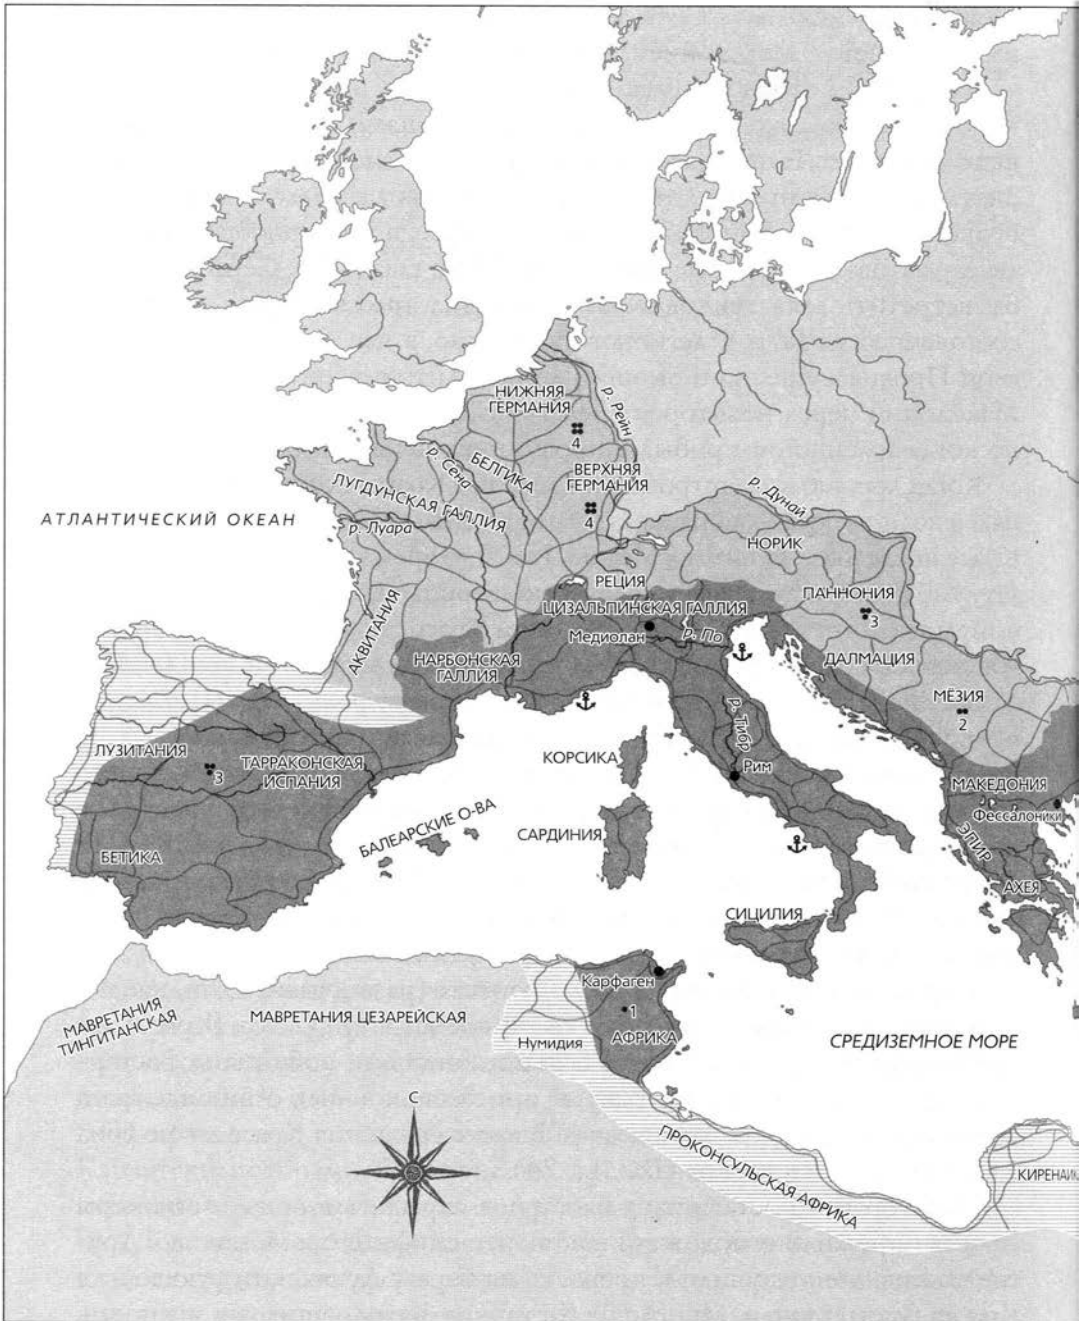 НИЖНЯЯ
ГЕРМАНИЯ
4
р. Рейн
р. Сена
БЕЛГИКА
ВЕРХНЯЯ
ГЕРМАНИЯ
4
ЛУГДУНСКАЯ ГАЛЛИЯ
р. Дунай
АТЛАНТИЧЕСКИЙ ОКЕАН
р. Луара
НОРИК
РЕЦИЯ
ПАННОНИЯ
3
ЦИЗАЛЬПИНСКАЯ ГАЛЛИЯ
Медиолан
р. По
АКВИТАНИЯ
НАРБОНСКАЯ
ГАЛЛИЯ
ДАЛМАЦИЯ
МЁЗИЯ
2
р. Тибр
ЛУЗИТАНИЯ
3
ТАРРАКОНСКАЯ
ИСПАНИЯ
КОРСИКА
Рим
МАКЕДОНИЯ
Фессалоники
БАЛЕАРСКИЕ О-ВА
САРДИНИЯ
ЭПИР
БЕТИКА
АХЕЯ
СИЦИЛИЯ
Карфаген
1
МАВРЕТАНИЯ
ТИНГИТАНСКАЯ
МАВРЕТАНИЯ ЦЕЗАРЕЙСКАЯ
Нумидия
АФРИКА
СРЕДИЗЕМНОЕ МОРЕ
С
ПРОКОНСУЛЬСКАЯ АФРИКА
КИРЕНАИК